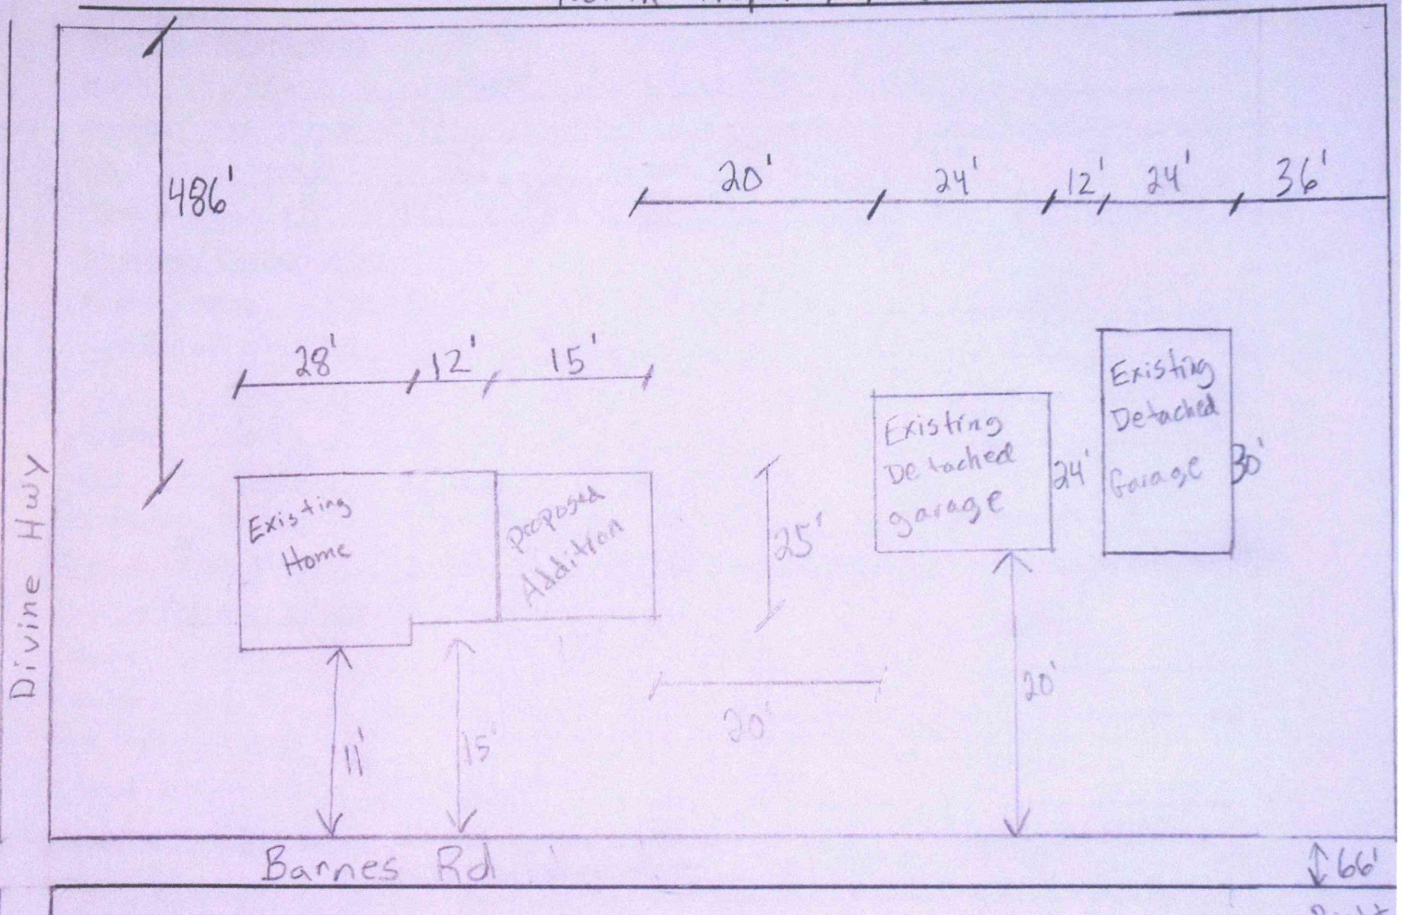 486'
20'
24'
12'
24'
36'
28'
12'
15'
Existing
Detached
Garage
30'
Existing
Detached
garage
24'
Existing
Home
Proposed
Addition
25'
Divine Hwy
20'
20'
11'
15'
Barnes Rd
66'